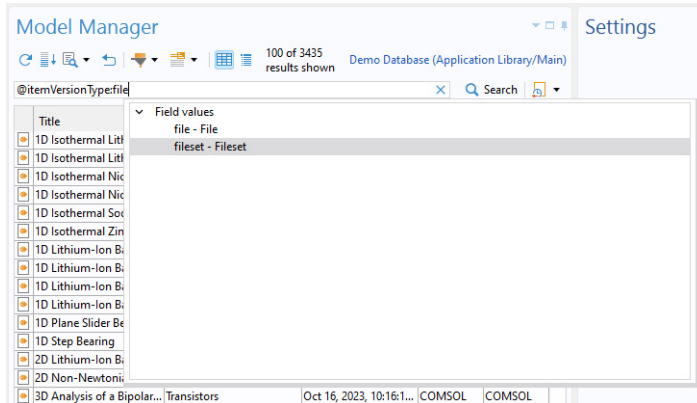 Model Manager
Settings
100 of 3435
results shown
Demo Database (Application Library/Main)
@itemVersionType:file
Search
Title
Field values
file - File
fileset - Fileset
1D Isothermal Lith
1D Isothermal Lith
1D Isothermal Nic
1D Isothermal Nic
1D Isothermal Soc
1D Isothermal Zin
1D Lithium-Ion Ba
1D Lithium-Ion Ba
1D Lithium-Ion Ba
1D Lithium-Ion Ba
1D Plane Slider Be
1D Step Bearing
2D Lithium-Ion Ba
2D Non-Newtonia
3D Analysis of a Bipolar... Transistors Oct 16, 2023, 10:16:1... COMSOL COMSOL